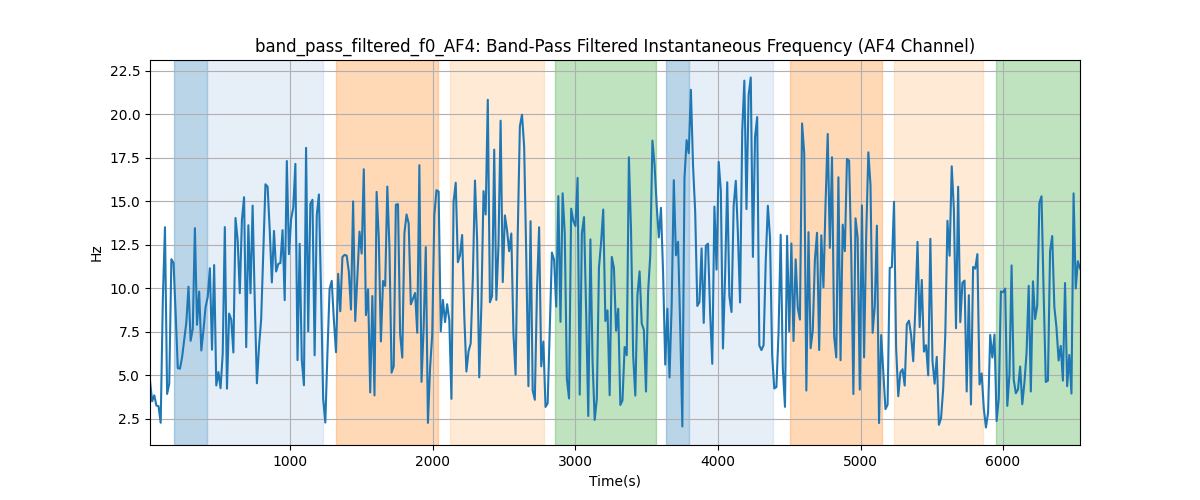 band_pass_filtered_f0_AF4: Band-Pass Filtered Instantaneous Frequency (AF4 Channel)
22.5
20.0
17.5
15.0
12.5
10.0
7.5
5.0
2.5
Hz
1000 2000 3000 4000 5000 6000
Time(s)